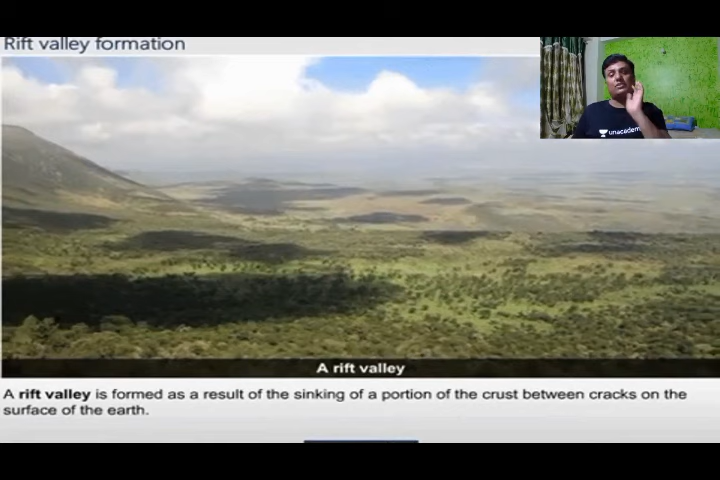 Rift valley formation
unacadem
A rift valley
A rift valley is formed as a result of the sinking of a portion of the crust between cracks on the
surface of the earth.